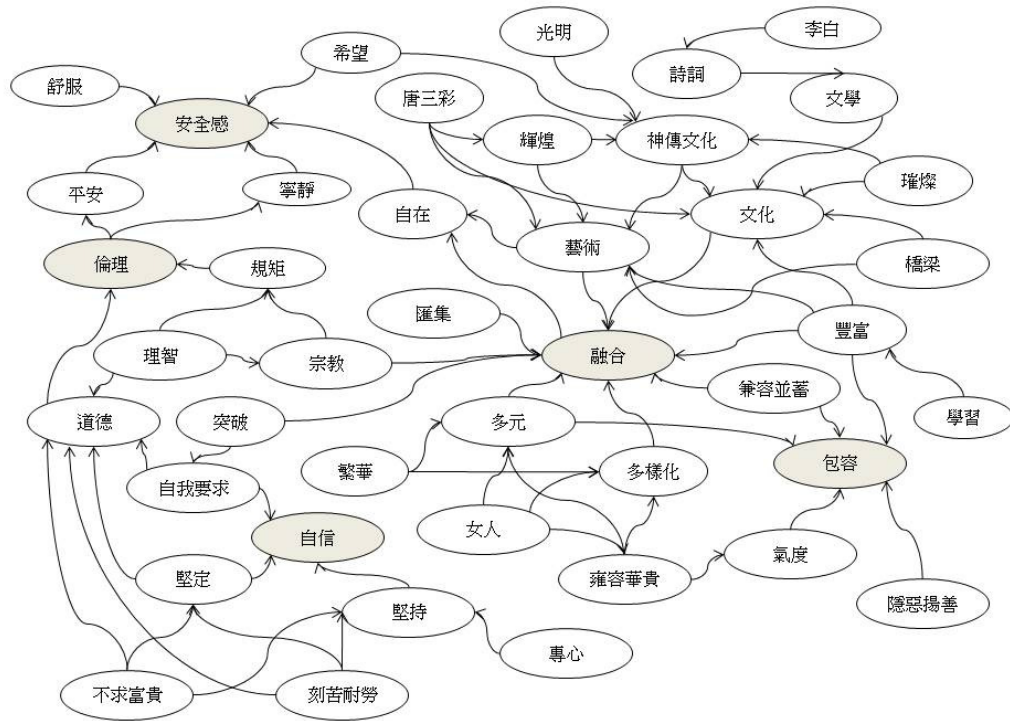 李白
光明
希望
詩詞
舒服
唐三彩
文學
安全感
輝煌
神傳文化
平安
寧靜
璀燦
自在
文化
藝術
倫理
規矩
橋梁
匯集
豐富
理智
宗教
融合
兼容並蓄
道德
突破
多元
學習
繁華
多樣化
包容
自我要求
女人
自信
氣度
堅定
雍容華貴
隱惡揚善
堅持
專心
不求富貴
刻苦耐勞